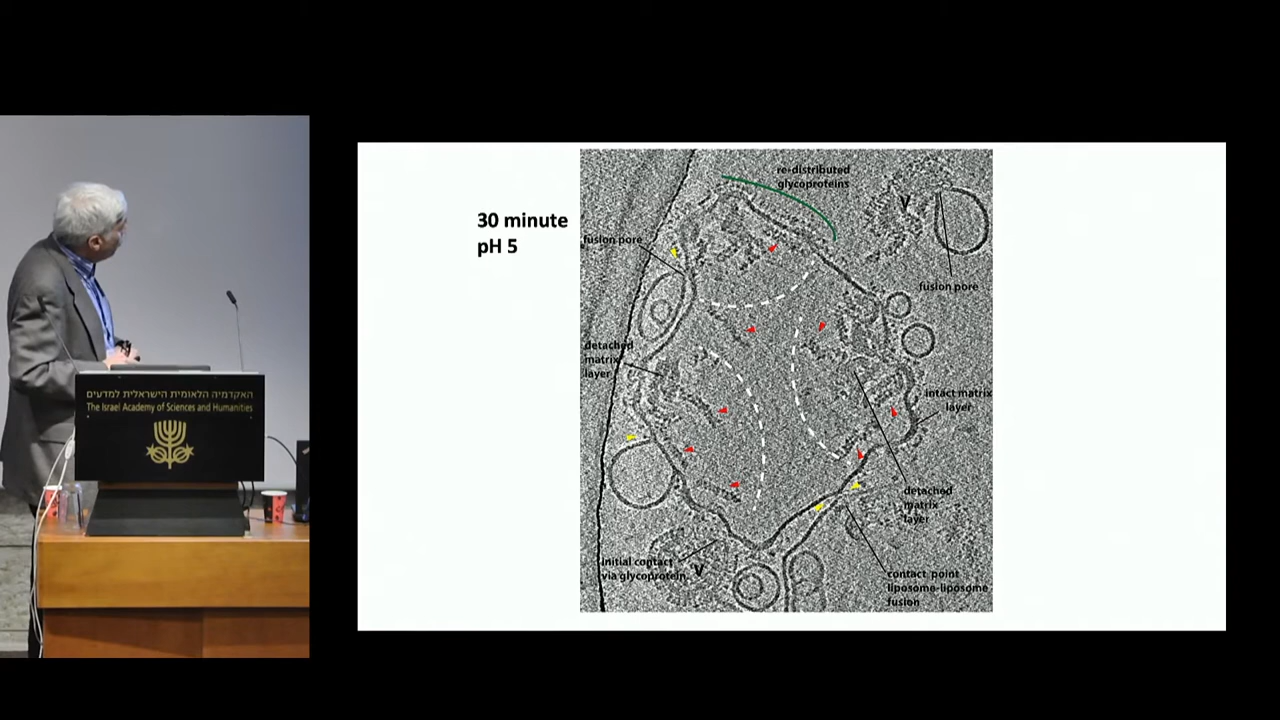 האקדמיה הלאומית הישראלית למדעים
The Israel Academy of Sciences and Humanities
30 minute
pH 5
re-distributed
glycoproteins
V
fusion pore
fusion pore
detached
matrix
layer
intact matrix
layer
detached
matrix
layer
initial contact
via glycoprotein
V
contact point
liposome-liposome
fusion